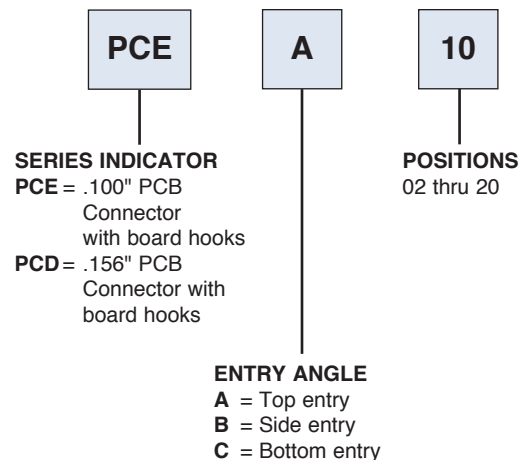 PCE A 10
SERIES INDICATOR
PCE = .100" PCB
Connector
with board hooks
PCD = .156" PCB
Connector with
board hooks
POSITIONS
02 thru 20
ENTRY ANGLE
A = Top entry
B = Side entry
C = Bottom entry